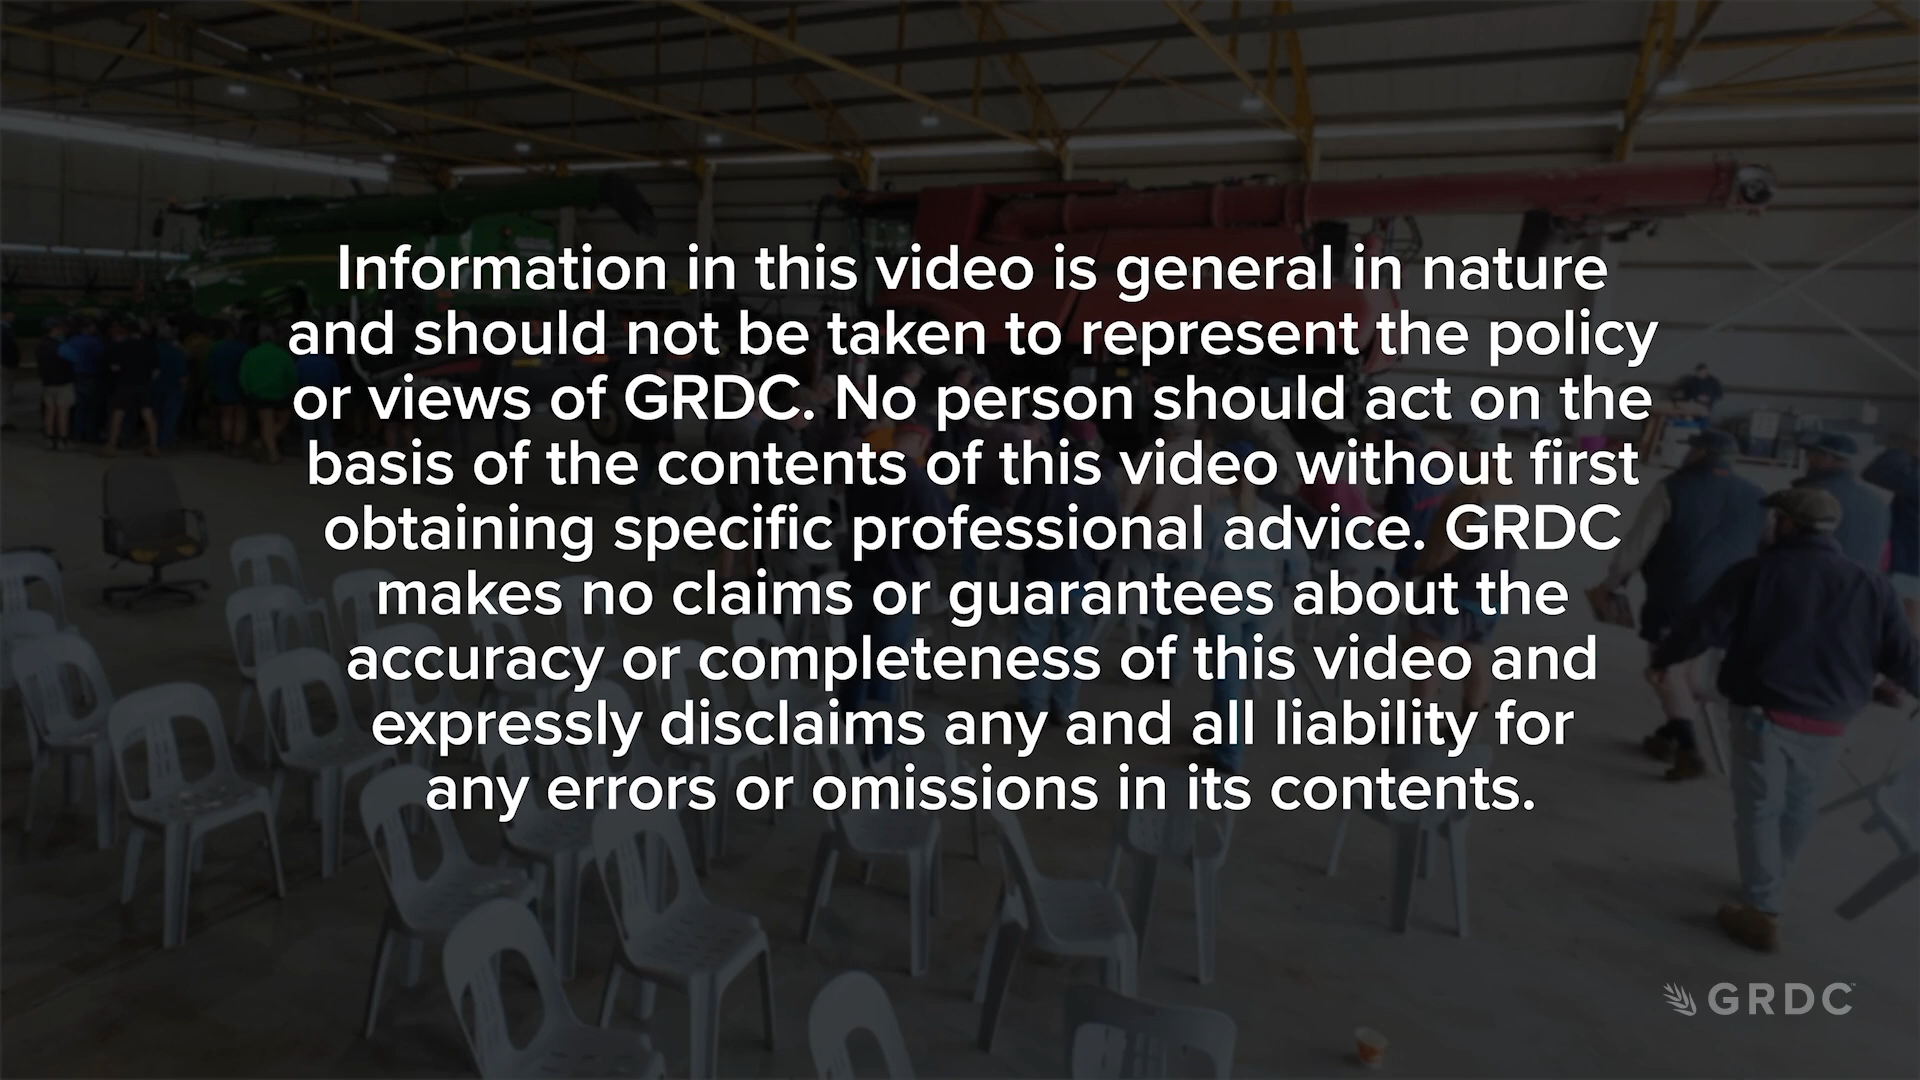 Information in this video is general in nature
and should not be taken to represent the policy
or views of GRDC. No person should act on the
basis of the contents of this video without first
obtaining specific professional advice. GRDC
makes no claims or guarantees about the
accuracy or completeness of this video and
expressly disclaims any and all liability for
any errors or omissions in its contents.
GRDC™